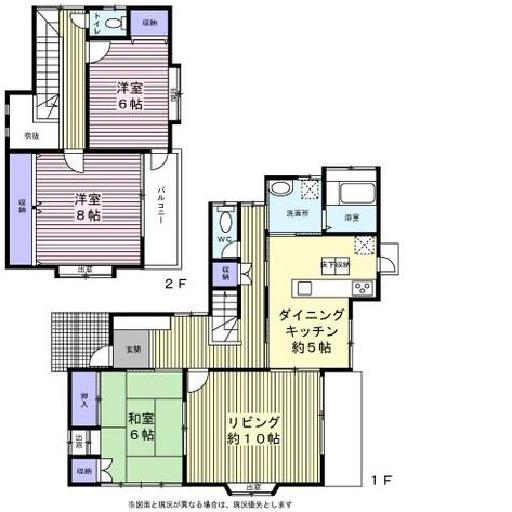 トイレ
収納
洋室
6帖
出窓
吹抜
収納
洋室
8帖
バルコニー
出窓
2F
洗面所
浴室
WC
収納
床下収納
ダイニング
キッチン
約5帖
玄関
押入
和室
6帖
出窓
収納
リビング
約10帖
出窓
1F
※図面と現況が異なる場合は、現況優先とします